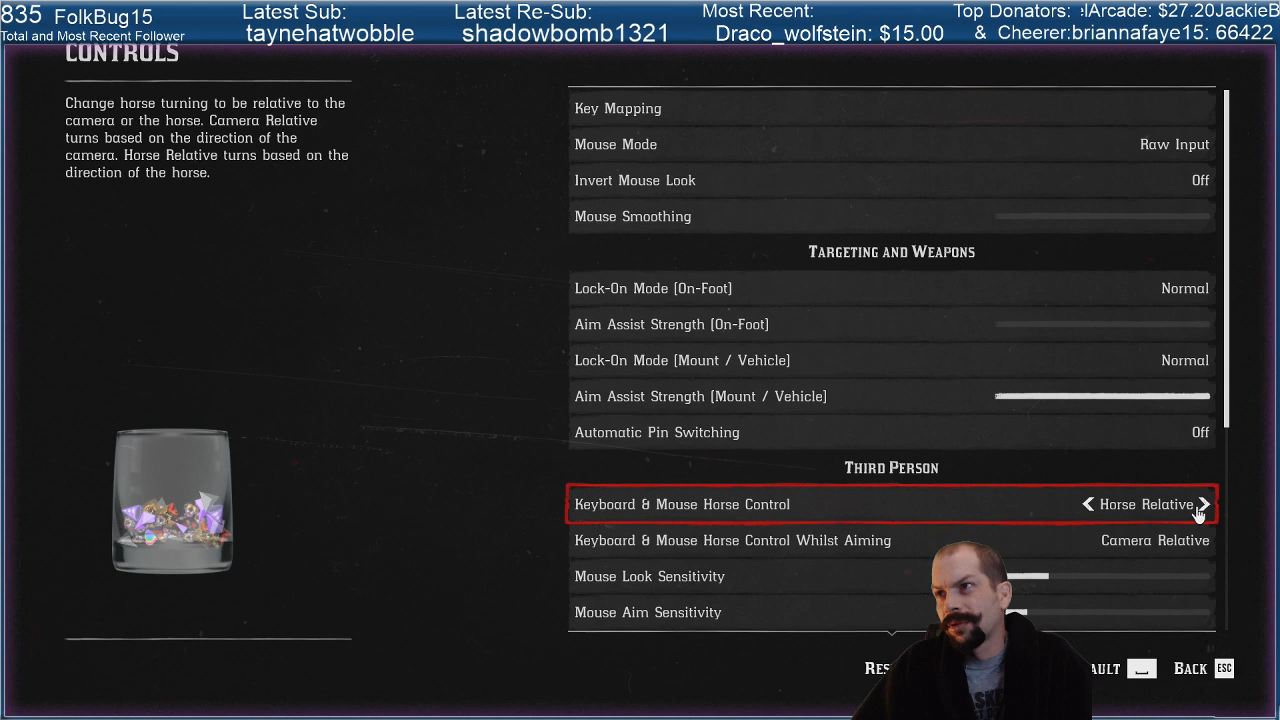 835 FolkBug15
Total and Most Recent Follower
Latest Sub:
taynehatwobble
Latest Re-Sub:
shadowbomb1321
Most Recent:
Draco_wolfstein: $15.00
Top Donators: elArcade: $27.20JackieB
& Cheerer:briannafaye15: 66422
CONTROLS
Change horse turning to be relative to the
camera or the horse. Camera Relative
turns based on the direction of the
camera. Horse Relative turns based on the
direction of the horse.
Key Mapping
Mouse Mode Raw Input
Invert Mouse Look Off
Mouse Smoothing
TARGETING AND WEAPONS
Lock-On Mode (On-Foot) Normal
Aim Assist Strength (On-Foot)
Lock-On Mode (Mount / Vehicle) Normal
Aim Assist Strength (Mount / Vehicle)
Automatic Pin Switching Off
THIRD PERSON
Keyboard & Mouse Horse Control Horse Relative
Keyboard & Mouse Horse Control Whilst Aiming Camera Relative
Mouse Look Sensitivity
Mouse Aim Sensitivity
BACK ESC